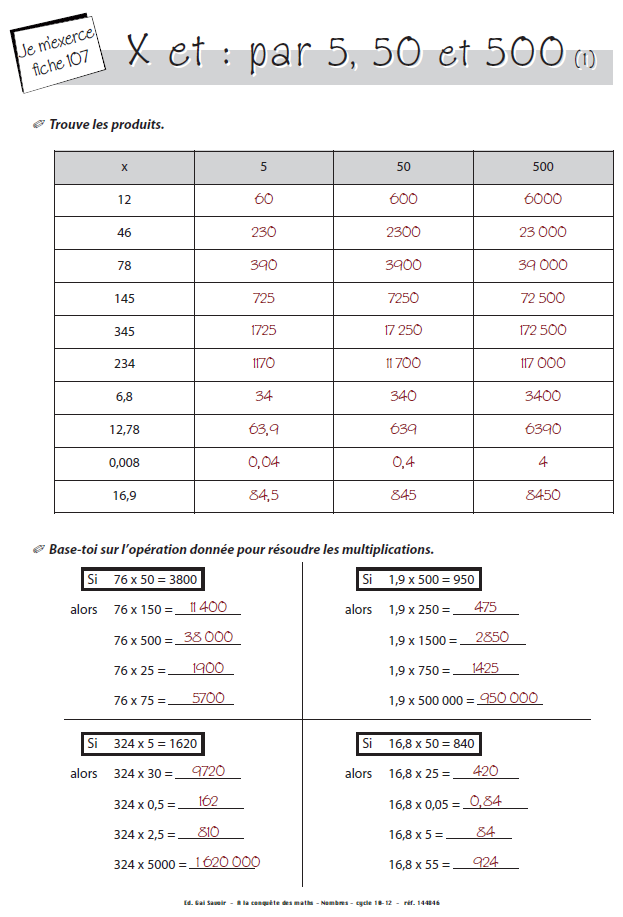 Je m'exerce
fiche 107
X et : par 5, 50 et 500 (1)
Trouve les produits.
x 5 50 500
12 60 600 6000
46 230 2300 23 000
78 390 3900 39 000
145 725 7250 72 500
345 1725 17 250 172 500
234 1170 11 700 117 000
6,8 34 340 3400
12,78 63,9 639 6390
0,008 0,04 0,4 4
16,9 84,5 845 8450
Base-toi sur l'opération donnée pour résoudre les multiplications.
Si 76 x 50 = 3800
alors 76 x 150 = 11 400
76 x 500 = 38 000
76 x 25 = 1900
76 x 75 = 5700
Si 1,9 x 500 = 950
alors 1,9 x 250 = 475
1,9 x 1500 = 2850
1,9 x 750 = 1425
1,9 x 500 000 = 950 000
Si 324 x 5 = 1620
alors 324 x 30 = 9720
324 x 0,5 = 162
324 x 2,5 = 810
324 x 5000 = 1 620 000
Si 16,8 x 50 = 840
alors 16,8 x 25 = 420
16,8 x 0,05 = 0,84
16,8 x 5 = 84
16,8 x 55 = 924
Ed. Gai Savoir - A la conquête des maths - Nombres - cycle 10-12 - réf. 144846